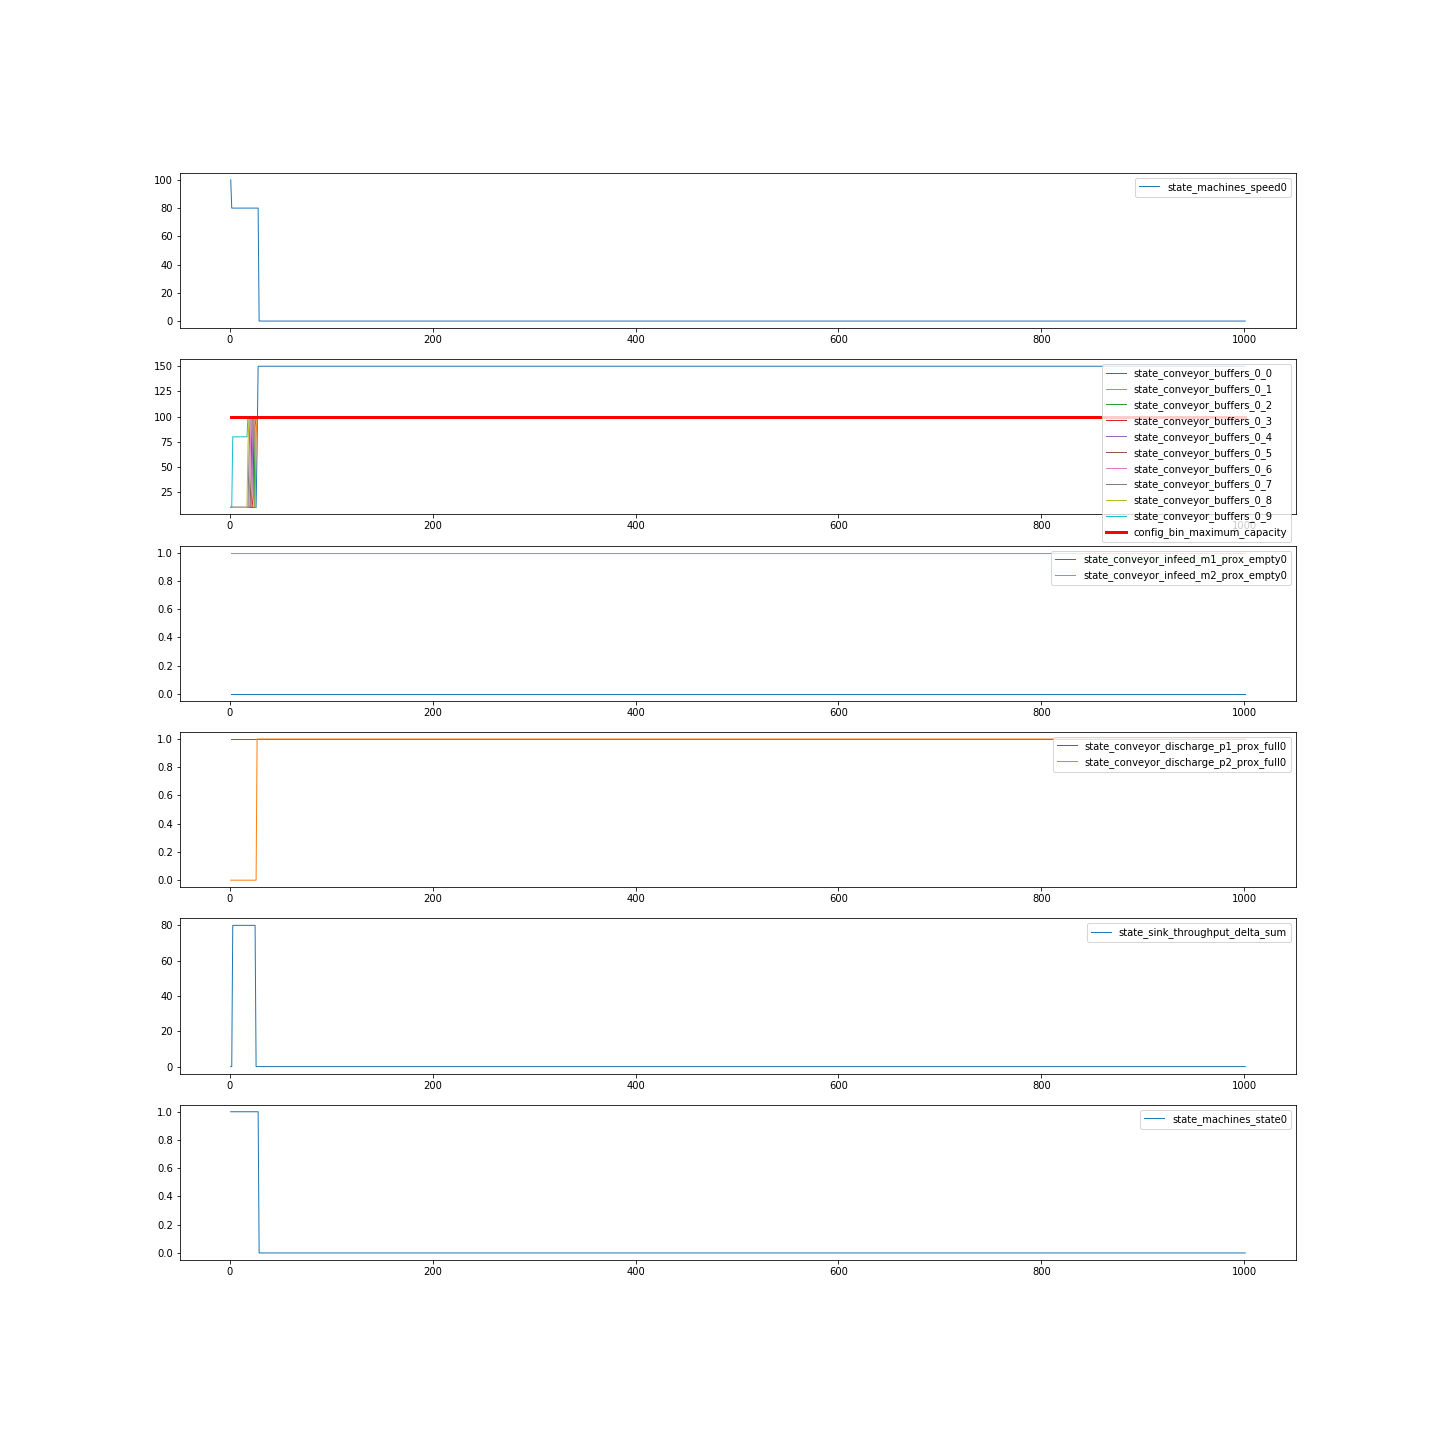 100
80
60
40
20
0
state_machines_speed0
0 200 400 600 800 1000
150
125
100
75
50
25
state_conveyor_buffers_0_0
state_conveyor_buffers_0_1
state_conveyor_buffers_0_2
state_conveyor_buffers_0_3
state_conveyor_buffers_0_4
state_conveyor_buffers_0_5
state_conveyor_buffers_0_6
state_conveyor_buffers_0_7
state_conveyor_buffers_0_8
state_conveyor_buffers_0_9
config_bin_maximum_capacity
0 200 400 600 800 1000
1.0
0.8
0.6
0.4
0.2
0.0
state_conveyor_infeed_m1_prox_empty0
state_conveyor_infeed_m2_prox_empty0
0 200 400 600 800 1000
1.0
0.8
0.6
0.4
0.2
0.0
state_conveyor_discharge_p1_prox_full0
state_conveyor_discharge_p2_prox_full0
0 200 400 600 800 1000
80
60
40
20
0
state_sink_throughput_delta_sum
0 200 400 600 800 1000
1.0
0.8
0.6
0.4
0.2
0.0
state_machines_state0
0 200 400 600 800 1000